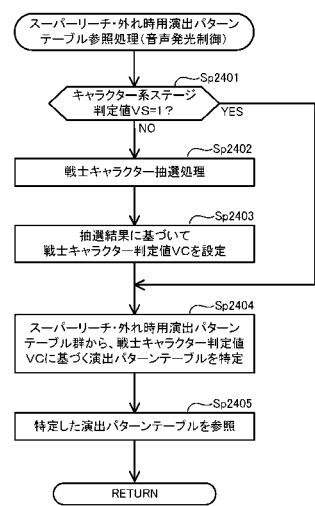 スーパーリーチ・外れ時用演出パターン
テーブル参照処理(音声発光制御)
Sp2401
キャラクター系ステージ
判定値VS=1?
YES
NO
Sp2402
戦士キャラクター抽選処理
Sp2403
抽選結果に基づいて
戦士キャラクター判定値VCを設定
Sp2404
スーパーリーチ・外れ時用演出パターン
テーブル群から、戦士キャラクター判定値
VCに基づく演出パターンテーブルを特定
Sp2405
特定した演出パターンテーブルを参照
RETURN